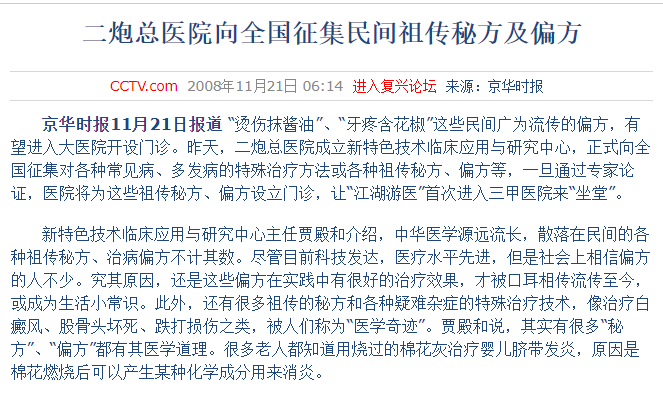 二炮总医院向全国征集民间祖传秘方及偏方
CCTV.com 2008年11月21日 06:14 进入复兴论坛 来源：京华时报
京华时报11月21日报道 “烫伤抹酱油”、“牙疼含花椒”这些民间广为流传的偏方，有
望进入大医院开设门诊。昨天，二炮总医院成立新特色技术临床应用与研究中心，正式向全
国征集对各种常见病、多发病的特殊治疗方法或各种祖传秘方、偏方等，一旦通过专家论
证，医院将为这些祖传秘方、偏方设立门诊，让“江湖游医”首次进入三甲医院来“坐堂”。
新特色技术临床应用与研究中心主任贾殿和介绍，中华医学源远流长，散落在民间的各
种祖传秘方、治病偏方不计其数。尽管目前科技发达，医疗水平先进，但是社会上相信偏方
的人不少。究其原因，还是这些偏方在实践中有很好的治疗效果，才被口耳相传流传至今，
或成为生活小常识。此外，还有很多祖传的秘方和各种疑难杂症的特殊治疗技术，像治疗白
癜风、股骨头坏死、跌打损伤之类，被人们称为“医学奇迹”。贾殿和说，其实有很多“秘
方”、“偏方”都有其医学道理。很多老人都知道用烧过的棉花灰治疗婴儿脐带发炎，原因是
棉花燃烧后可以产生某种化学成分用来消炎。